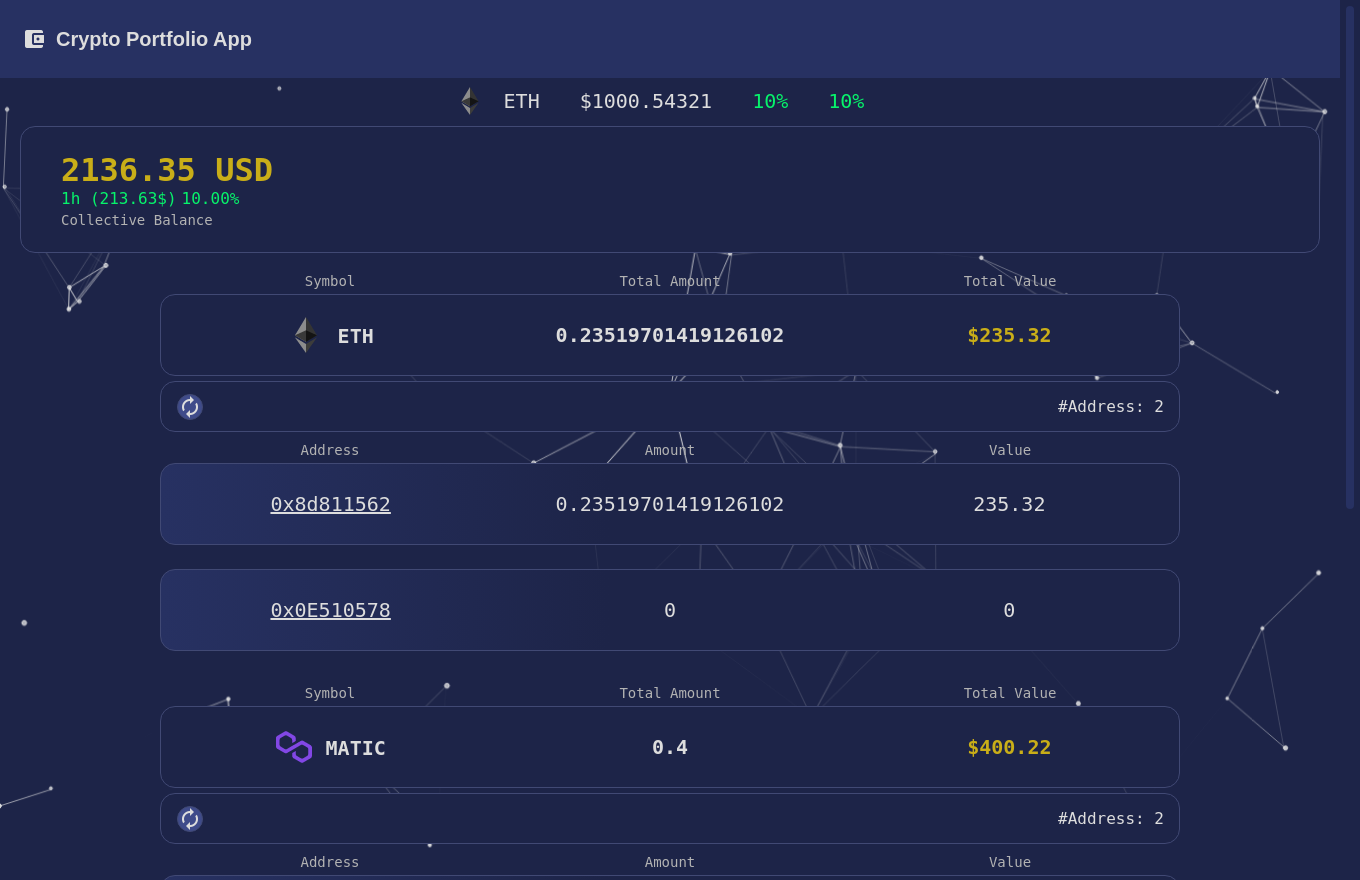 Crypto Portfolio App
ETH $1000.54321 10% 10%
2136.35 USD
1h (213.63$) 10.00%
Collective Balance
Symbol Total Amount Total Value
ETH 0.23519701419126102 $235.32
#Address: 2
Address Amount Value
0x8d811562 0.23519701419126102 235.32
0x0E510578 0 0
Symbol Total Amount Total Value
MATIC 0.4 $400.22
#Address: 2
Address Amount Value